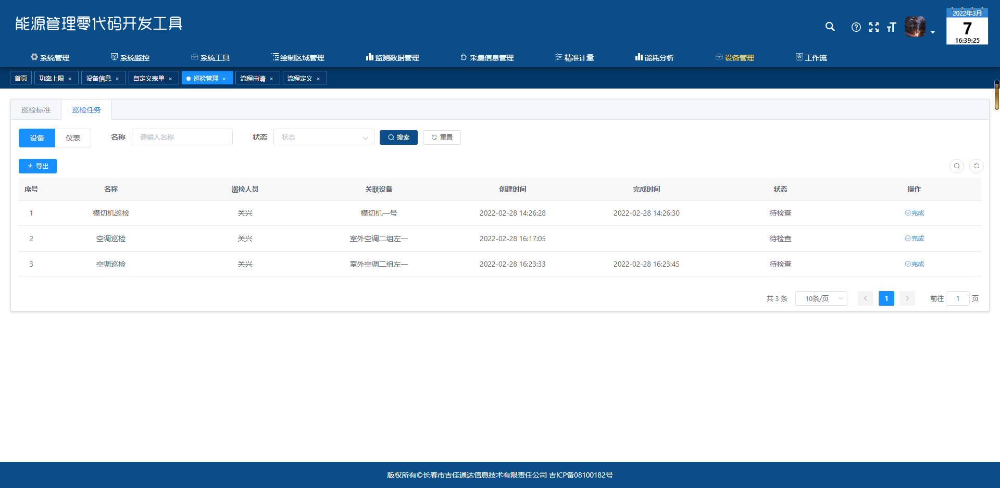 能源管理零代码开发工具
2022年3月
7
16:39:25
系统管理 系统监控 系统工具 绘制区域管理 监测数据管理 采集信息管理 精准计量 能耗分析 设备管理 工作流
首页 功率上限 × 设备信息 × 自定义表单 × 巡检管理 × 流程申请 × 流程定义 ×
巡检标准 巡检任务
设备 仪表 名称 请输入名称 状态 状态 搜索 重置
导出
序号 名称 巡检人员 关联设备 创建时间 完成时间 状态 操作
1 模切机巡检 关兴 模切机一号 2022-02-28 14:26:28 2022-02-28 14:26:30 待检查 完成
2 空调巡检 关兴 室外空调二组左一 2022-02-28 16:17:05 待检查 完成
3 空调巡检 关兴 室外空调二组左一 2022-02-28 16:23:33 2022-02-28 16:23:45 待检查 完成
共 3 条 10条/页 1 前往 1 页
版权所有©长春市吉佳通达信息技术有限责任公司 吉ICP备08100182号